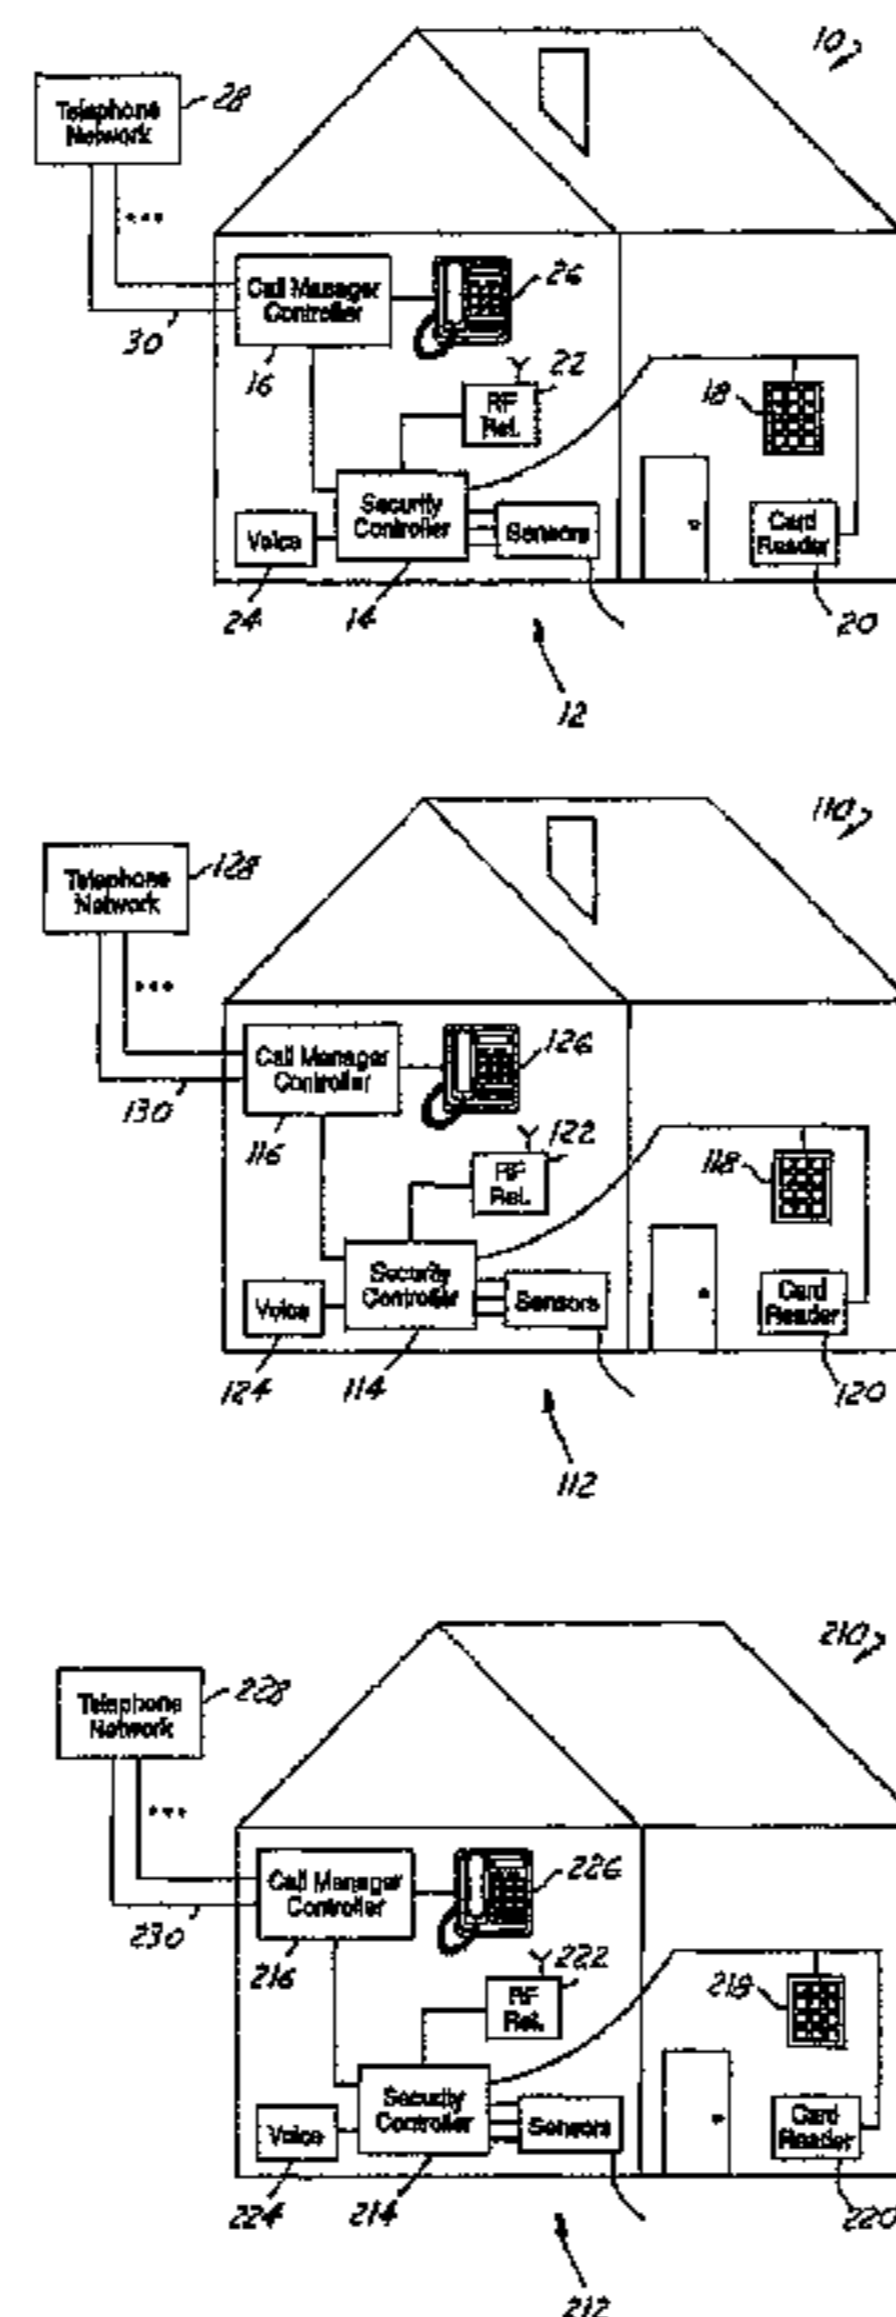 10
Telephone
Network
28
Call Manager
Controller
26
30
16
22
RF
Rec.
18
Security
Controller
Voice
Sensors
Card
Reader
24
14
20
12
110
Telephone
Network
128
Call Manager
Controller
126
130
116
122
RF
Rec.
118
Security
Controller
Voice
Sensors
Card
Reader
124
114
120
112
210
Telephone
Network
228
Call Manager
Controller
226
230
216
222
RF
Rec.
218
Security
Controller
Voice
Sensors
Card
Reader
224
214
220
212